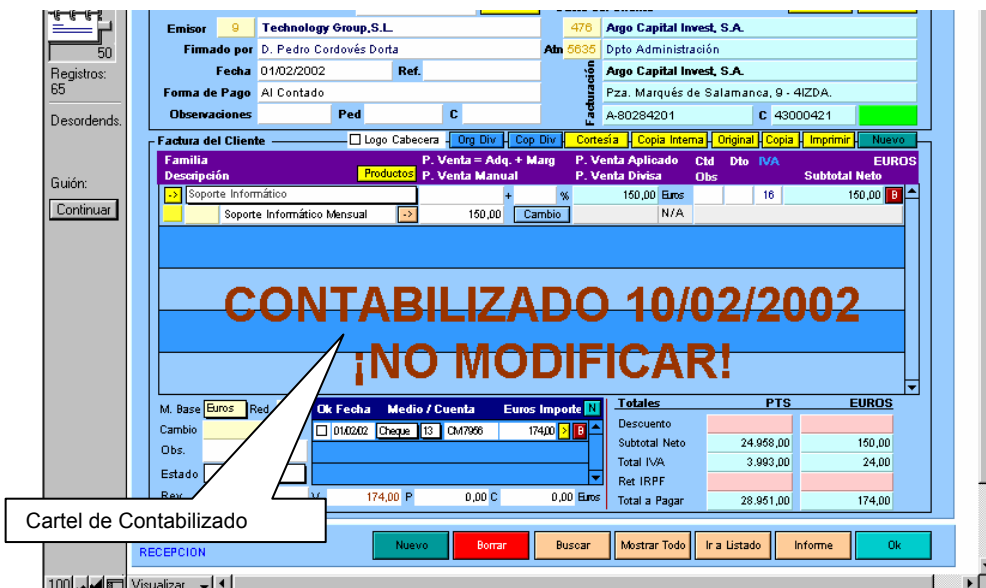 Emisor 9 Technology Group,S.L. 476 Argo Capital Invest, S.A.
50 Firmado por D. Pedro Cordovés Dorta Atn 5635 Dpto Administración
Registros: Fecha 01/02/2002 Ref. Facturación Argo Capital Invest, S.A.
65 Forma de Pago Al Contado Pza. Marqués de Salamanca, 9 - 4IZDA.
Desordends. Observaciones Ped C A-80284201 C 43000421
Factura del Cliente Logo Cabecera Org Div Cop Div Cortesía Copia Interna Original Copia Imprimir Nuevo
Familia P. Venta = Adq. + Marg P. Venta Aplicado Ctd Dto IVA EUROS
Descripción Productos P. Venta Manual P. Venta Divisa Obs Subtotal Neto
Guión: -> Soporte Informático + % 150,00 Euros 16 150,00 B
Continuar Soporte Informático Mensual -> 150,00 Cambio N/A
CONTABILIZADO 10/02/2002
¡NO MODIFICAR!
M. Base Euros Red. Ok Fecha Medio / Cuenta Euros Importe N Totales PTS EUROS
Cambio 01/02/02 Cheque 13 CM7956 174,00 > B Descuento
Obs. Subtotal Neto 24.958,00 150,00
Total IVA 3.993,00 24,00
Estado Ret IRPF
174,00 P 0,00 C 0,00 Euros Total a Pagar 28.951,00 174,00
Cartel de Contabilizado
RECEPCION Nuevo Borrar Buscar Mostrar Todo Ir a Listado Informe Ok
100 Visualizar